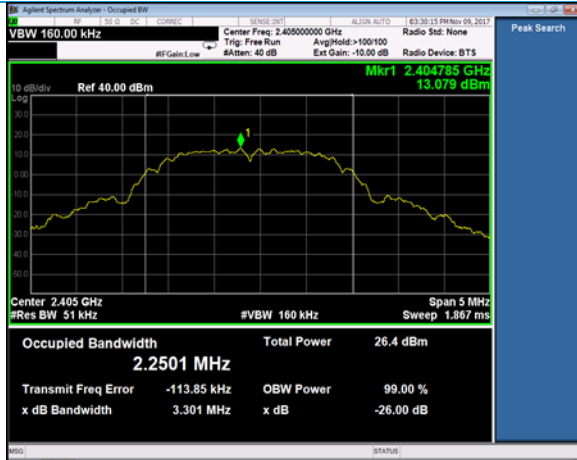 Agilent Spectrum Analyzer - Occupied BW
RF 50 Ω DC CORREC SENSE:INT ALIGN AUTO 03:30:15 PM Nov 09, 2017
VBW 160.00 kHz Center Freq: 2.405000000 GHz Radio Std: None Peak Search
Trig: Free Run Avg|Hold:>100/100
#IFGain:Low #Atten: 40 dB Ext Gain: -10.00 dB Radio Device: BTS
Mkr1 2.404785 GHz
10 dB/div Ref 40.00 dBm 13.079 dBm
Log
30.0
20.0
1
10.0
0.00
-10.0
-20.0
-30.0
-40.0
-50.0
Center 2.405 GHz Span 5 MHz
#Res BW 51 kHz #VBW 160 kHz Sweep 1.867 ms
Occupied Bandwidth Total Power 26.4 dBm
2.2501 MHz
Transmit Freq Error -113.85 kHz OBW Power 99.00 %
x dB Bandwidth 3.301 MHz x dB -26.00 dB
MSG STATUS